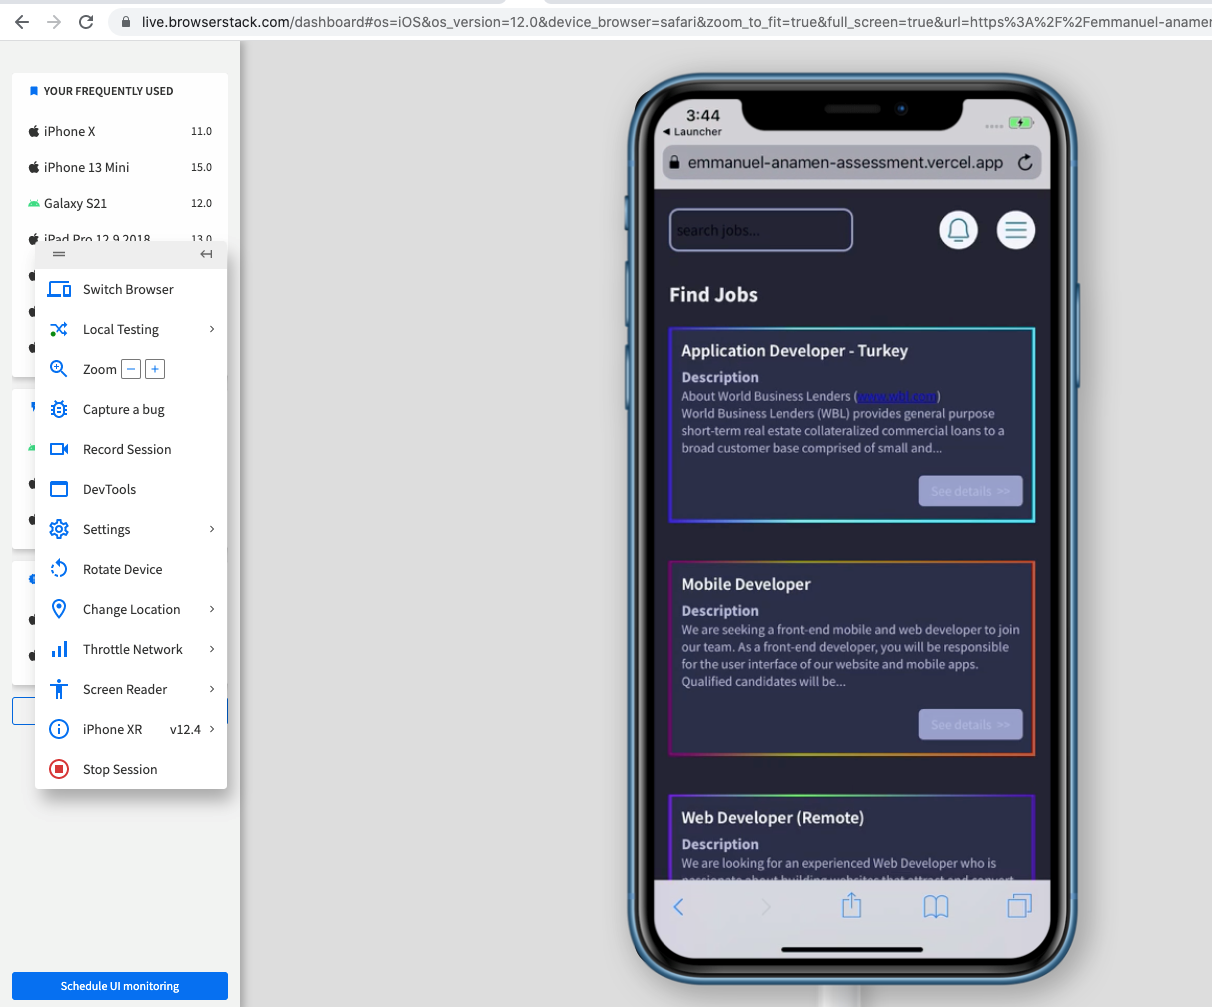 live.browserstack.com/dashboard#os=iOS&os_version=12.0&device_browser=safari&zoom_to_fit=true&full_screen=true&url=https%3A%2F%2Femmanuel-anamen
YOUR FREQUENTLY USED
iPhone X 11.0
iPhone 13 Mini 15.0
Galaxy S21 12.0
iPad Pro 12.9 2018 13.0
Switch Browser
Local Testing
Zoom − +
Capture a bug
Record Session
DevTools
Settings
Rotate Device
Change Location
Throttle Network
Screen Reader
iPhone XR v12.4
Stop Session
Schedule UI monitoring
3:44
Launcher
emmanuel-anamen-assessment.vercel.app
search jobs...
Find Jobs
Application Developer - Turkey
Description
About World Business Lenders (www.wbl.com)
World Business Lenders (WBL) provides general purpose
short-term real estate collateralized commercial loans to a
broad customer base comprised of small and...
See details >>
Mobile Developer
Description
We are seeking a front-end mobile and web developer to join
our team. As a front-end developer, you will be responsible
for the user interface of our website and mobile apps.
Qualified candidates will be...
See details >>
Web Developer (Remote)
Description
We are looking for an experienced Web Developer who is
passionate about building websites that attract and convert